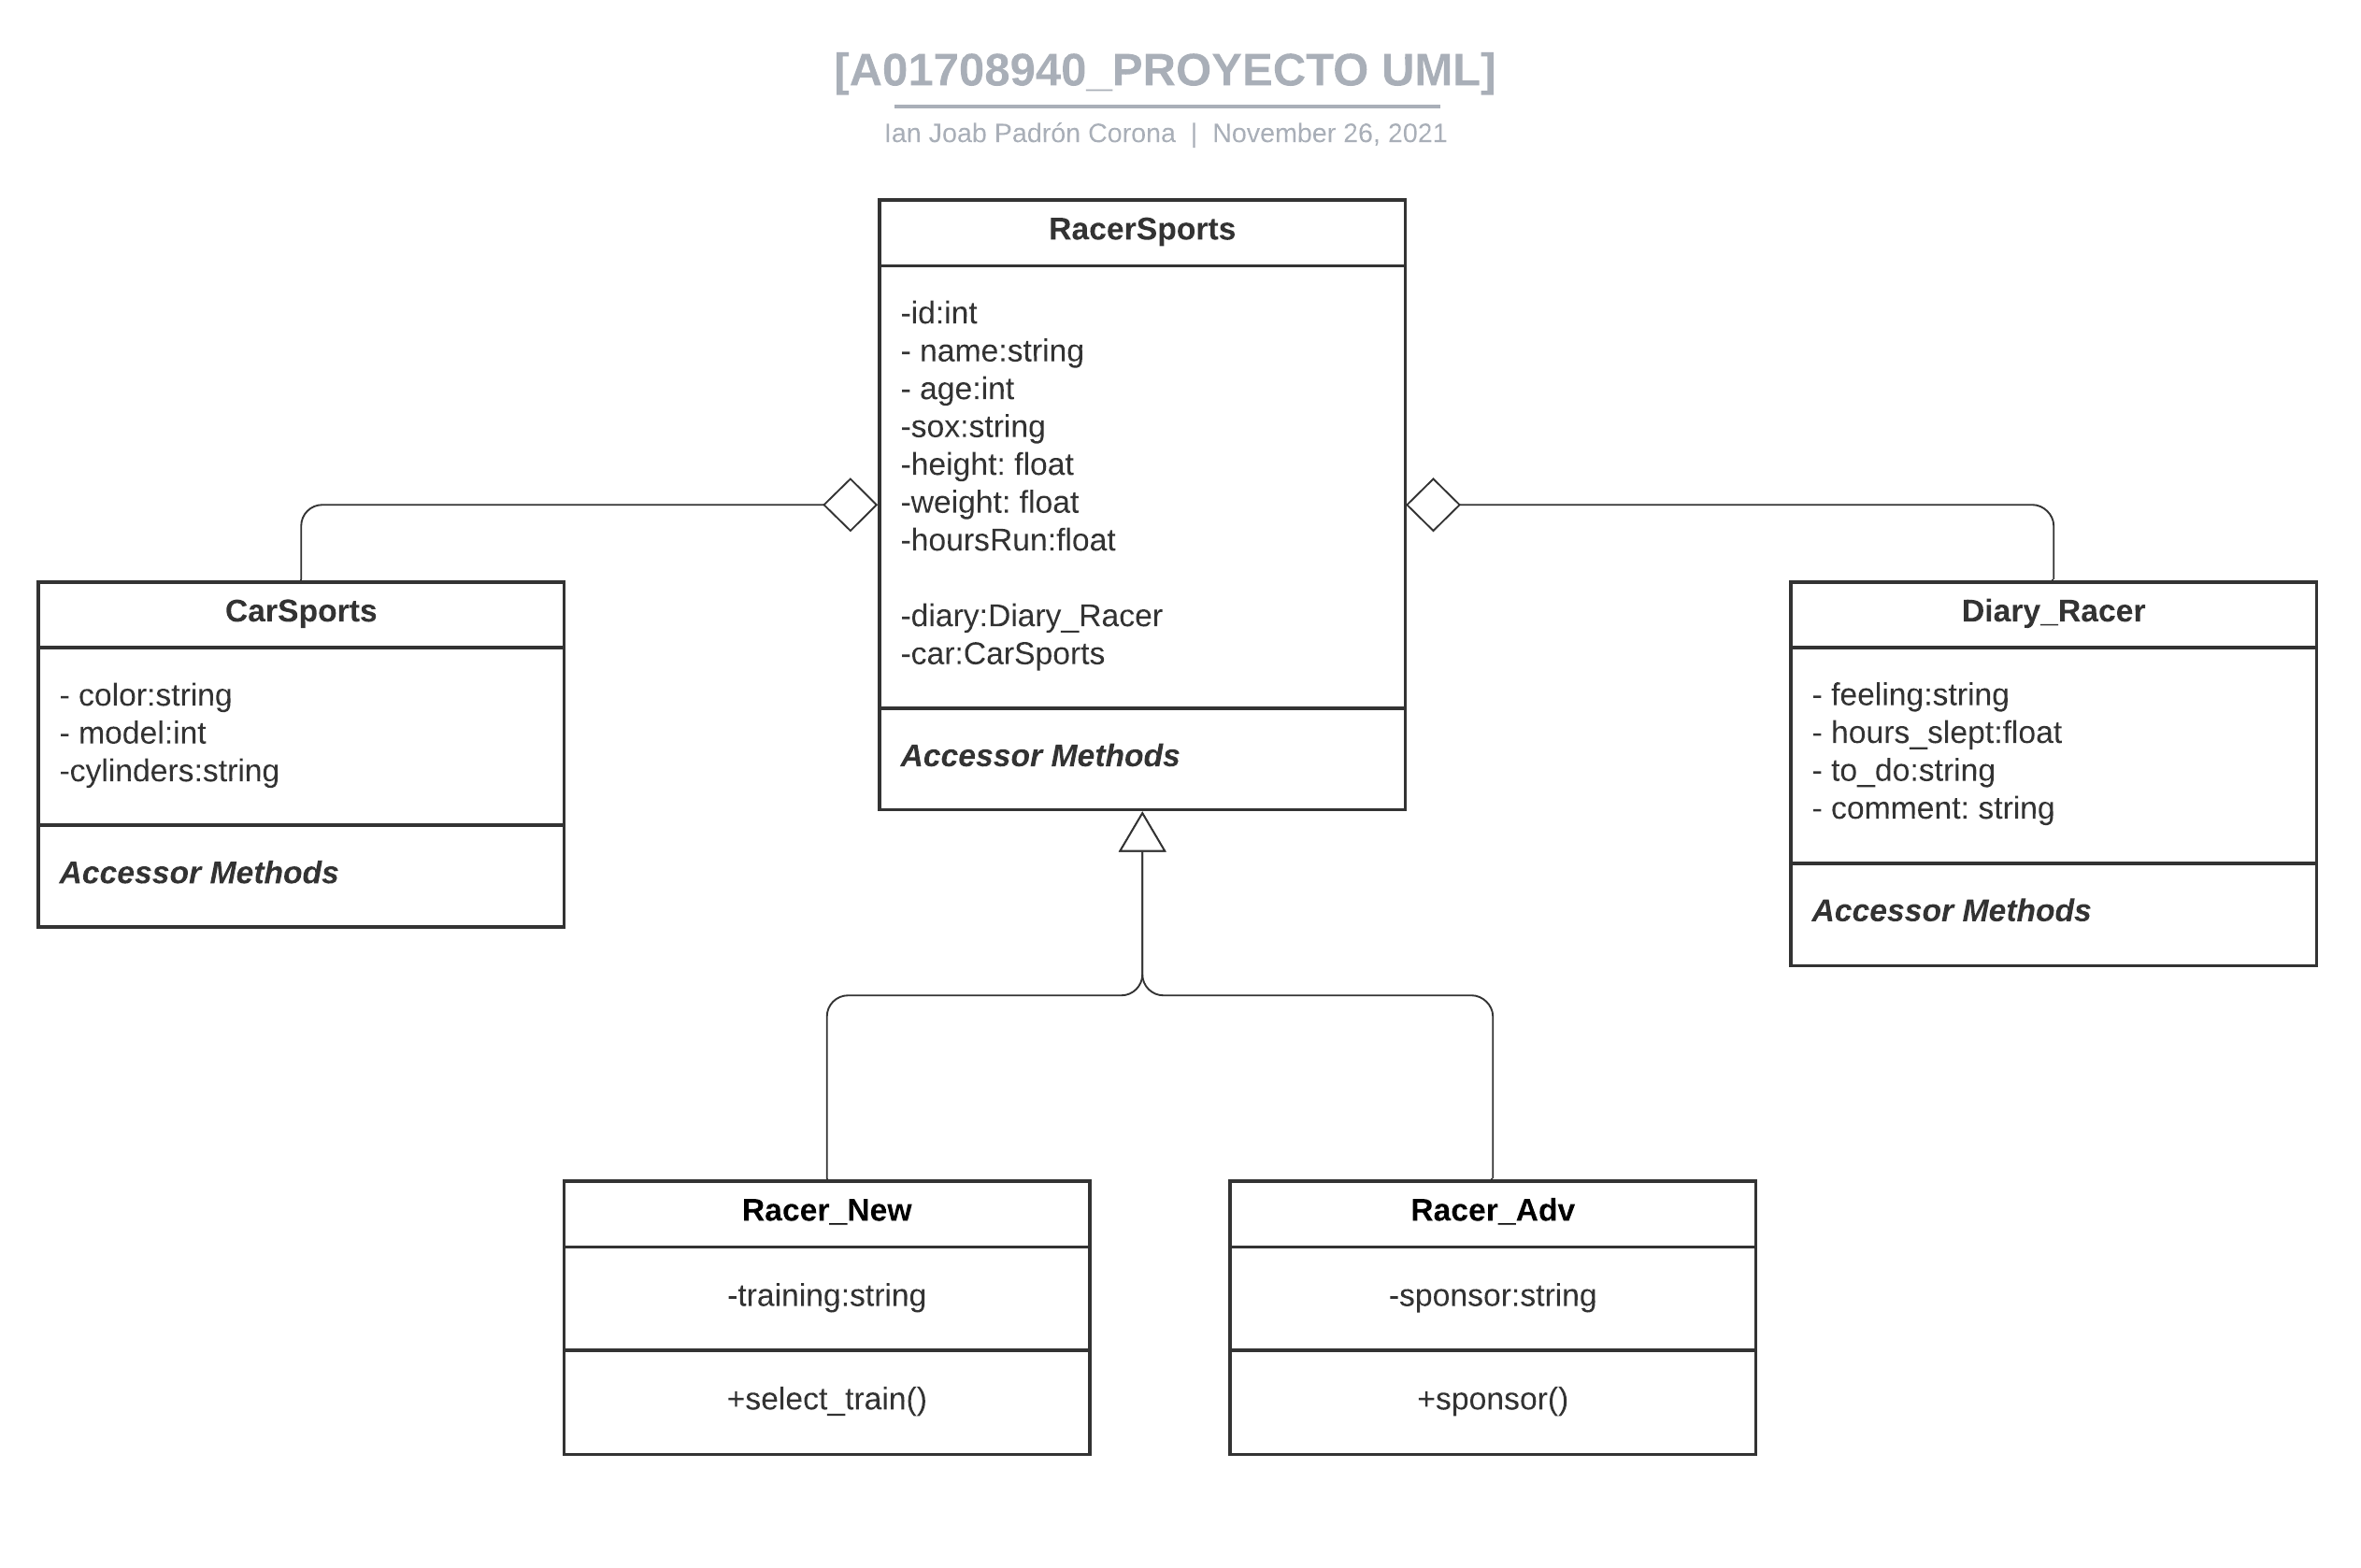 [A01708940_PROYECTO UML]
Ian Joab Padrón Corona | November 26, 2021
RacerSports
-id:int
- name:string
- age:int
-sox:string
-height: float
-weight: float
-hoursRun:float
-diary:Diary_Racer
-car:CarSports
Accessor Methods
CarSports
- color:string
- model:int
-cylinders:string
Accessor Methods
Diary_Racer
- feeling:string
- hours_slept:float
- to_do:string
- comment: string
Accessor Methods
Racer_New
-training:string
+select_train()
Racer_Adv
-sponsor:string
+sponsor()